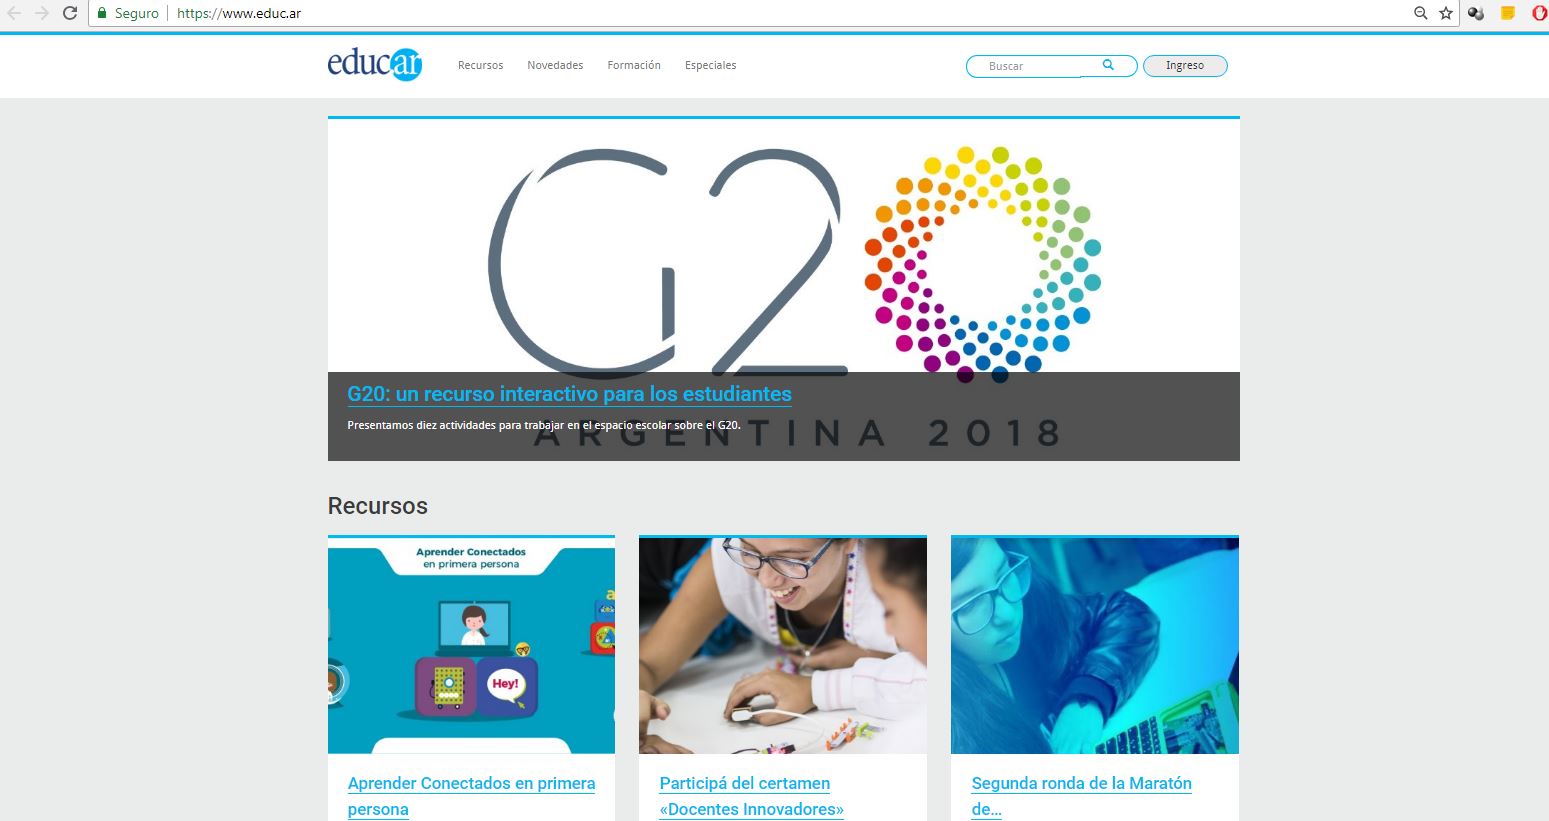 Seguro https://www.educ.ar
educar Recursos Novedades Formación Especiales Buscar Ingreso
G20
G20: un recurso interactivo para los estudiantes
Presentamos diez actividades para trabajar en el espacio escolar sobre el G20.
ARGENTINA 2018
Recursos
Aprender Conectados
en primera persona
Hey!
Aprender Conectados en primera
persona
Participá del certamen
«Docentes Innovadores»
Segunda ronda de la Maratón
de...